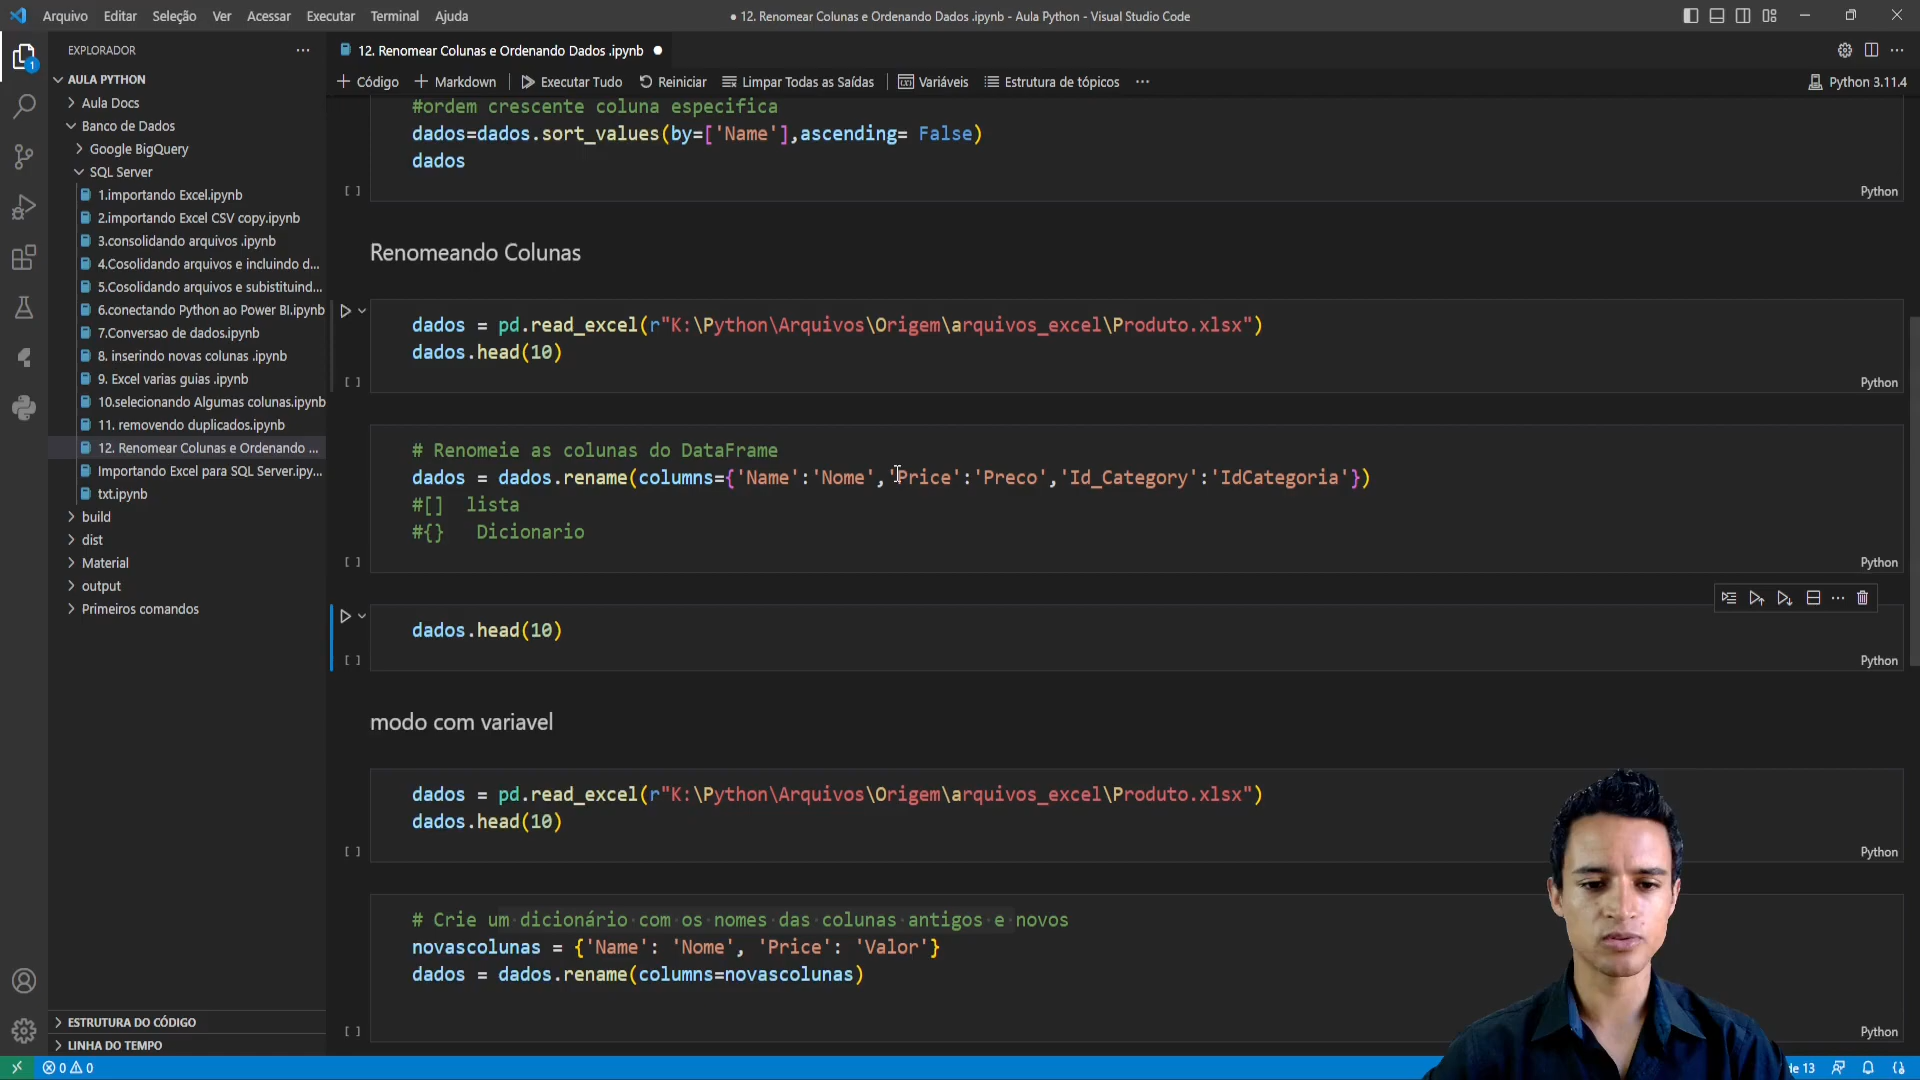 Arquivo Editar Seleção Ver Acessar Executar Terminal Ajuda
● 12. Renomear Colunas e Ordenando Dados .ipynb - Aula Python - Visual Studio Code
EXPLORADOR
AULA PYTHON
Aula Docs
Banco de Dados
Google BigQuery
SQL Server
1.importando Excel.ipynb
2.importando Excel CSV copy.ipynb
3.consolidando arquivos .ipynb
4.Cosolidando arquivos e incluindo d...
5.Cosolidando arquivos e subistituind...
6.conectando Python ao Power BI.ipynb
7.Conversao de dados.ipynb
8. inserindo novas colunas .ipynb
9. Excel varias guias .ipynb
10.selecionando Algumas colunas.ipynb
11. removendo duplicados.ipynb
12. Renomear Colunas e Ordenando ...
Importando Excel para SQL Server.ipy...
txt.ipynb
build
dist
Material
output
Primeiros comandos
ESTRUTURA DO CÓDIGO
LINHA DO TEMPO
12. Renomear Colunas e Ordenando Dados .ipynb ●
+ Código + Markdown Executar Tudo Reiniciar Limpar Todas as Saídas Variáveis Estrutura de tópicos ...
Python 3.11.4
#ordem crescente coluna especifica
dados=dados.sort_values(by=['Name'],ascending= False)
dados
[ ] Python
Renomeando Colunas
dados = pd.read_excel(r"K:\Python\Arquivos\Origem\arquivos_excel\Produto.xlsx")
dados.head(10)
[ ] Python
# Renomeie as colunas do DataFrame
dados = dados.rename(columns={'Name':'Nome','Price':'Preco','Id_Category':'IdCategoria'})
#[] lista
#{} Dicionario
[ ] Python
dados.head(10)
[ ] Python
modo com variavel
dados = pd.read_excel(r"K:\Python\Arquivos\Origem\arquivos_excel\Produto.xlsx")
dados.head(10)
[ ] Python
# Crie um dicionário com os nomes das colunas antigos e novos
novascolunas = {'Name': 'Nome', 'Price': 'Valor'}
dados = dados.rename(columns=novascolunas)
[ ] Python
0 0
1
de 13